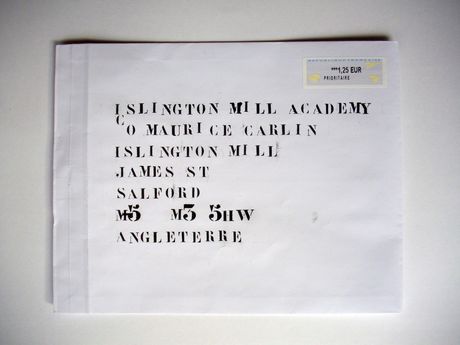 ***1,25 EUR
PRIORITAIRE
ISLINGTON MILL ACADEMY
C/O MAURICE CARLIN
ISLINGTON MILL
JAMES ST
SALFORD
M5 M3 5HW
ANGLETERRE